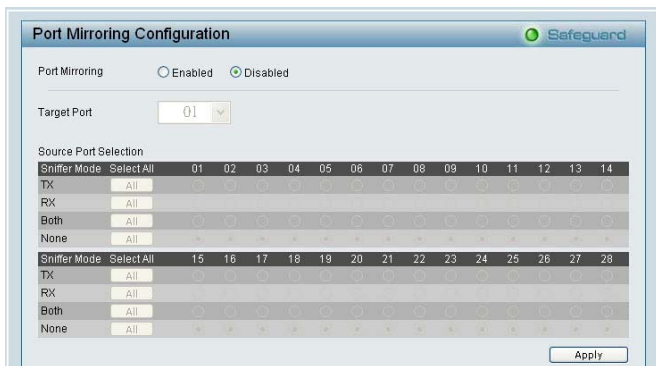 Port Mirroring Configuration Safeguard
Port Mirroring Enabled Disabled
Target Port 01
Source Port Selection
Sniffer Mode Select All 01 02 03 04 05 06 07 08 09 10 11 12 13 14
TX All
RX All
Both All
None All
Sniffer Mode Select All 15 16 17 18 19 20 21 22 23 24 25 26 27 28
TX All
RX All
Both All
None All
Apply